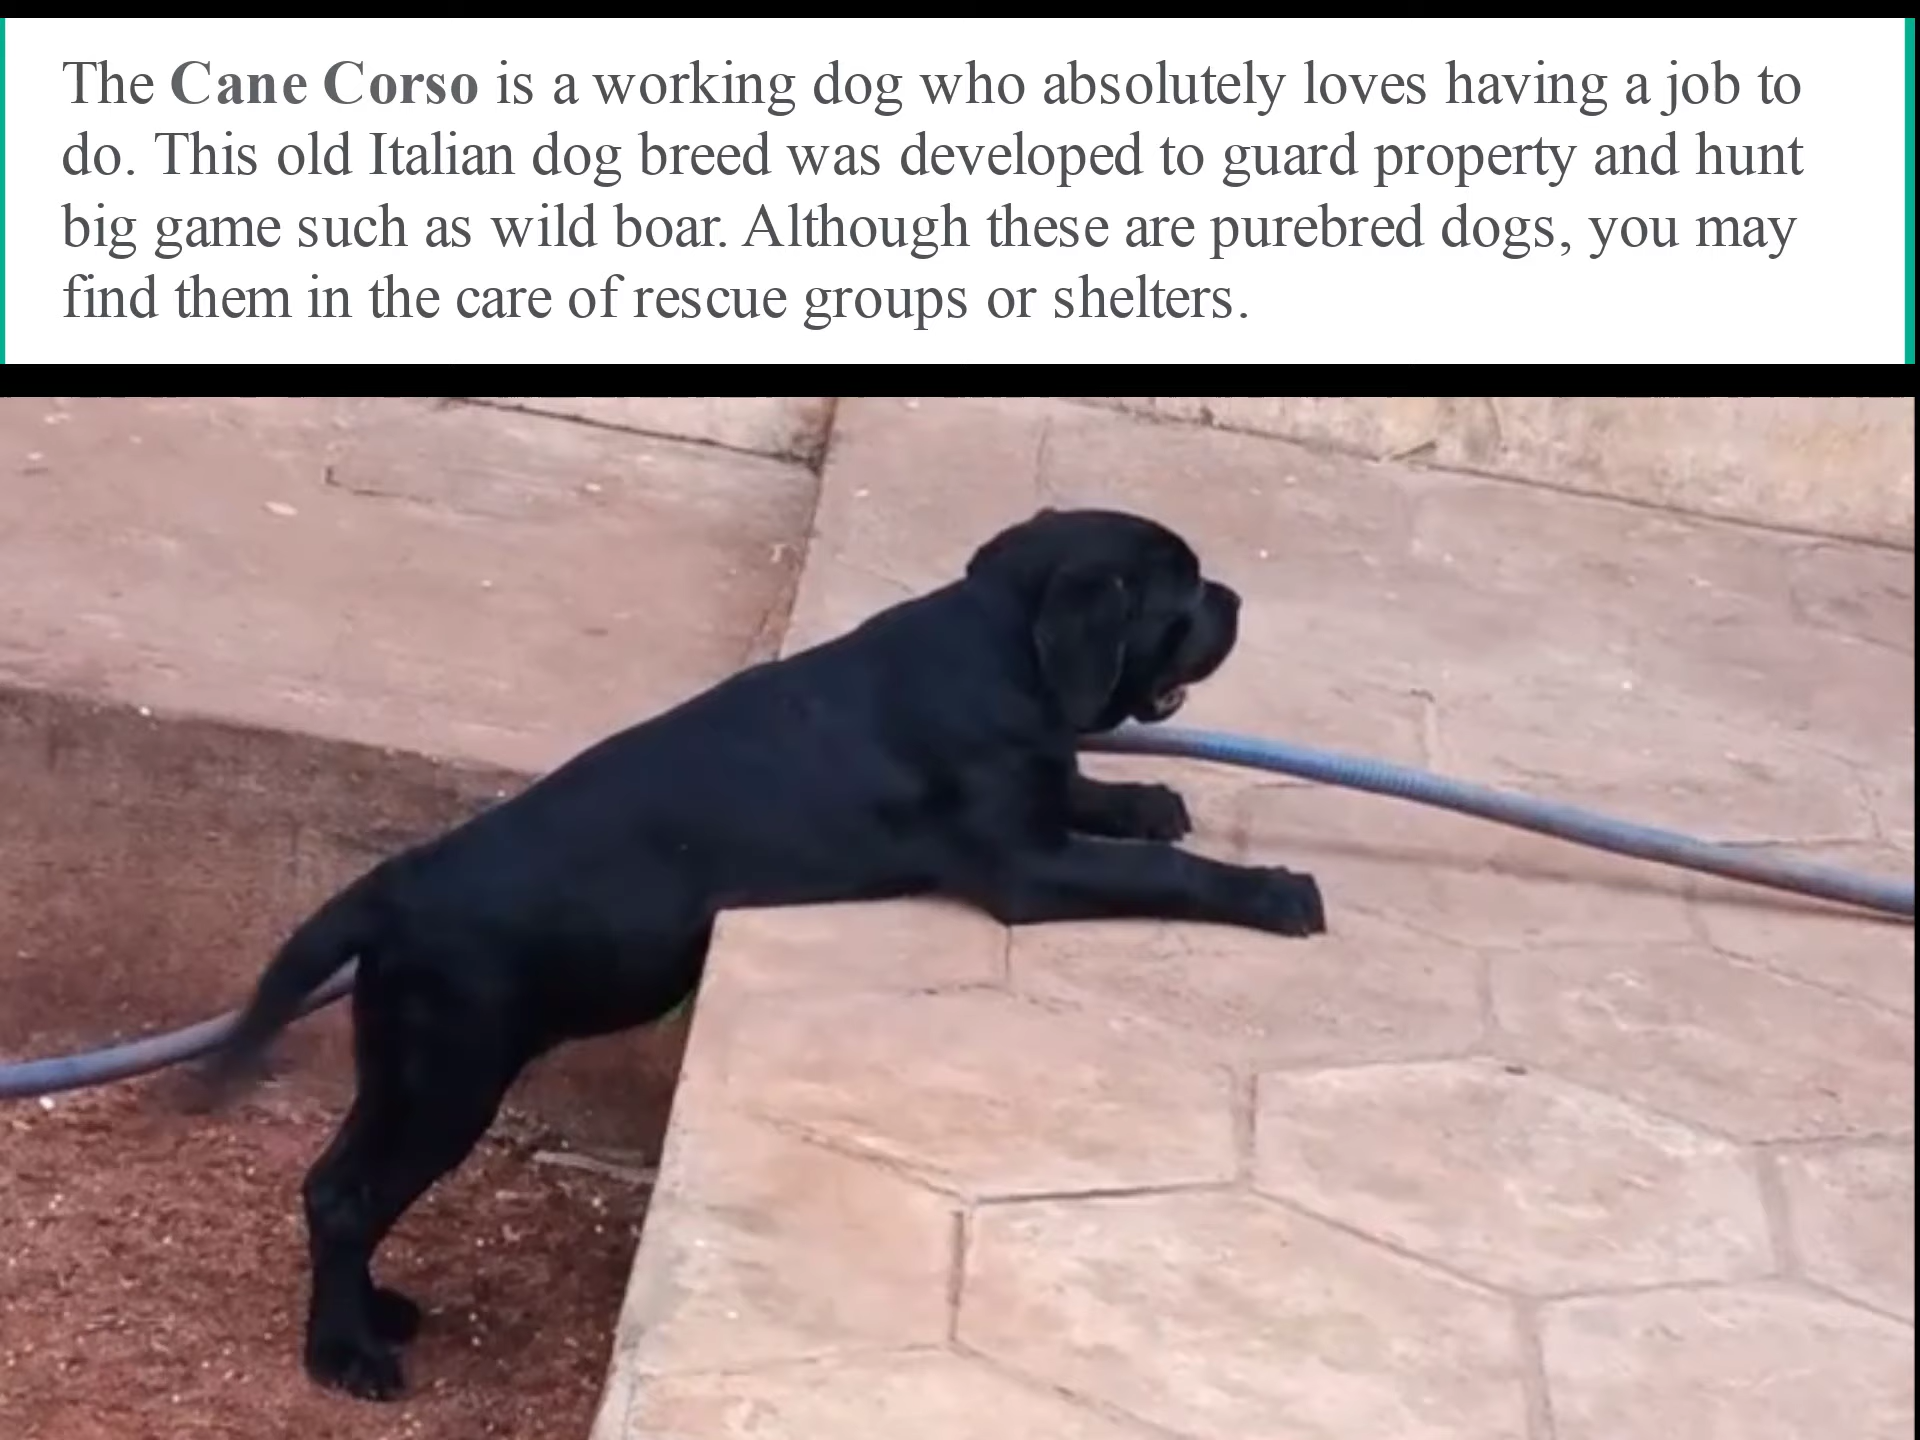 The Cane Corso is a working dog who absolutely loves having a job to
do. This old Italian dog breed was developed to guard property and hunt
big game such as wild boar. Although these are purebred dogs, you may
find them in the care of rescue groups or shelters.